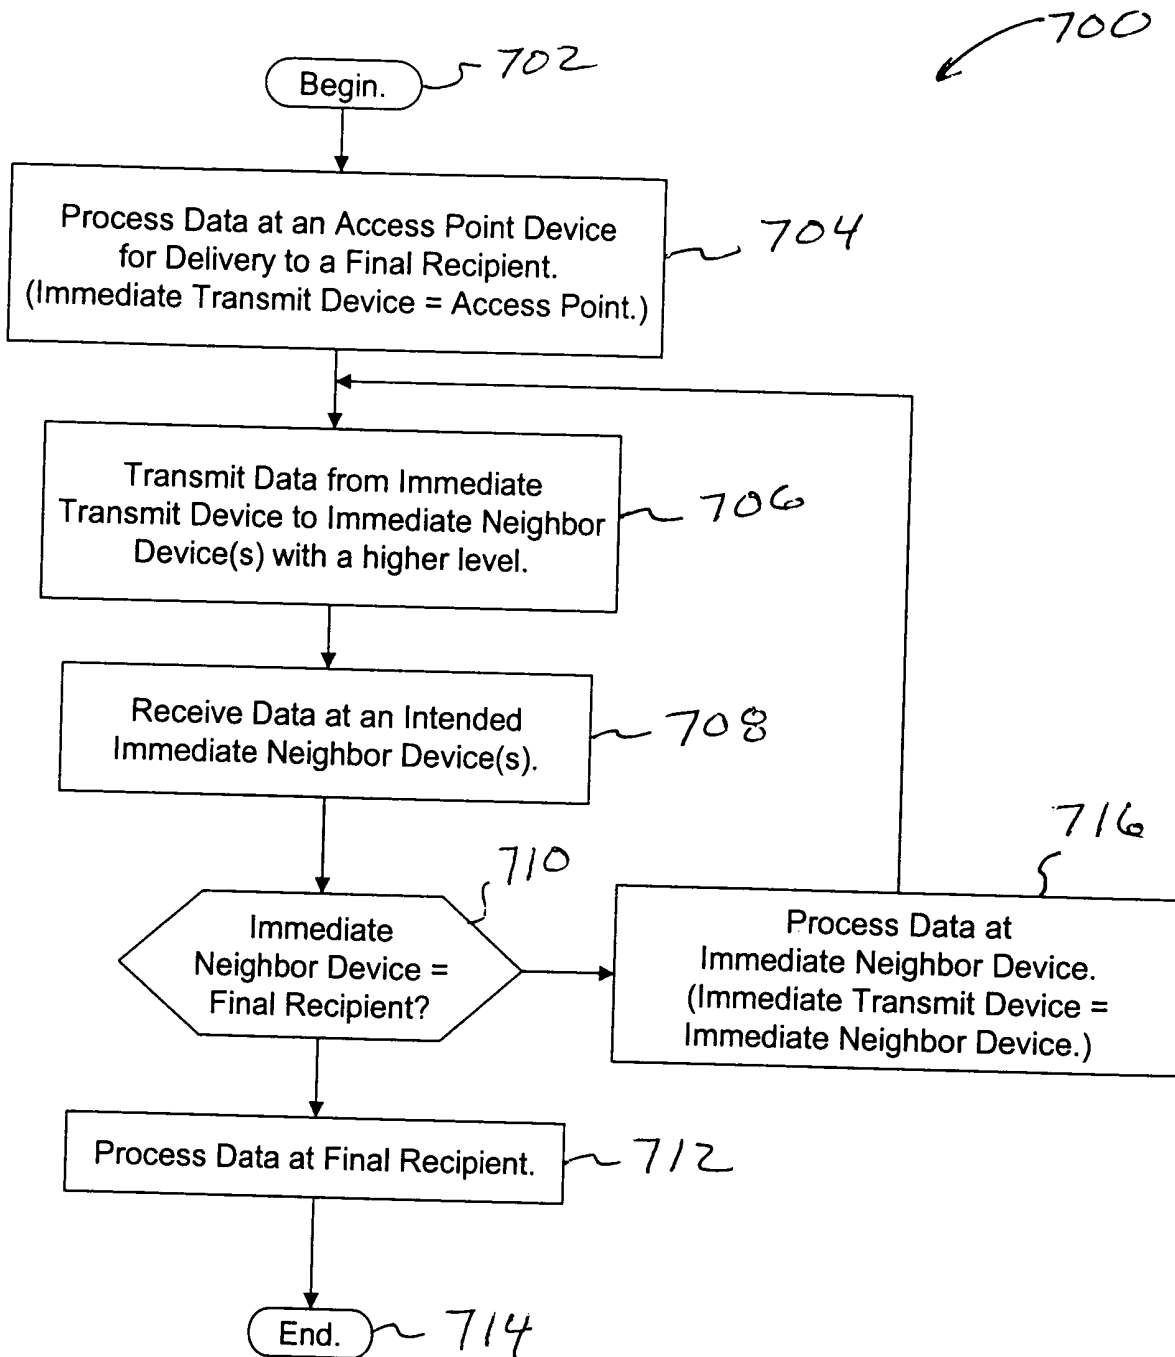 700
Begin.
702
Process Data at an Access Point Device
for Delivery to a Final Recipient.
(Immediate Transmit Device = Access Point.)
704
Transmit Data from Immediate
Transmit Device to Immediate Neighbor
Device(s) with a higher level.
706
Receive Data at an Intended
Immediate Neighbor Device(s).
708
Immediate
Neighbor Device =
Final Recipient?
710
Process Data at
Immediate Neighbor Device.
(Immediate Transmit Device =
Immediate Neighbor Device.)
716
Process Data at Final Recipient.
712
End.
714